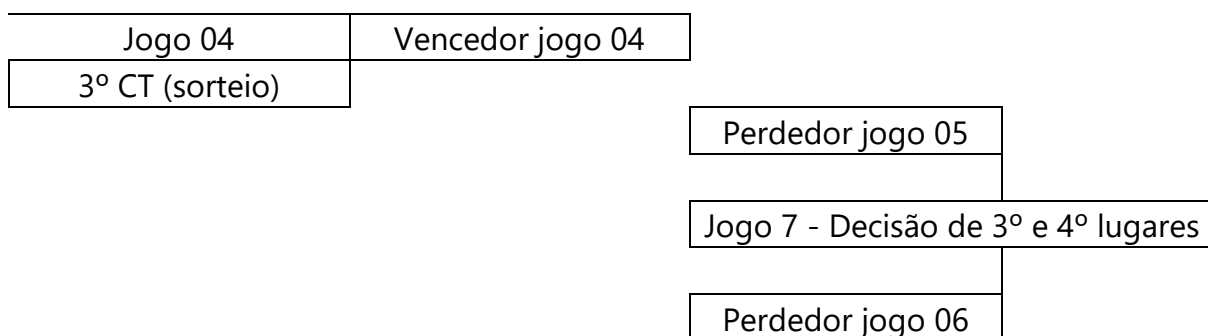 Jogo 04
Vencedor jogo 04
3º CT (sorteio)
Perdedor jogo 05
Jogo 7 - Decisão de 3º e 4º lugares
Perdedor jogo 06